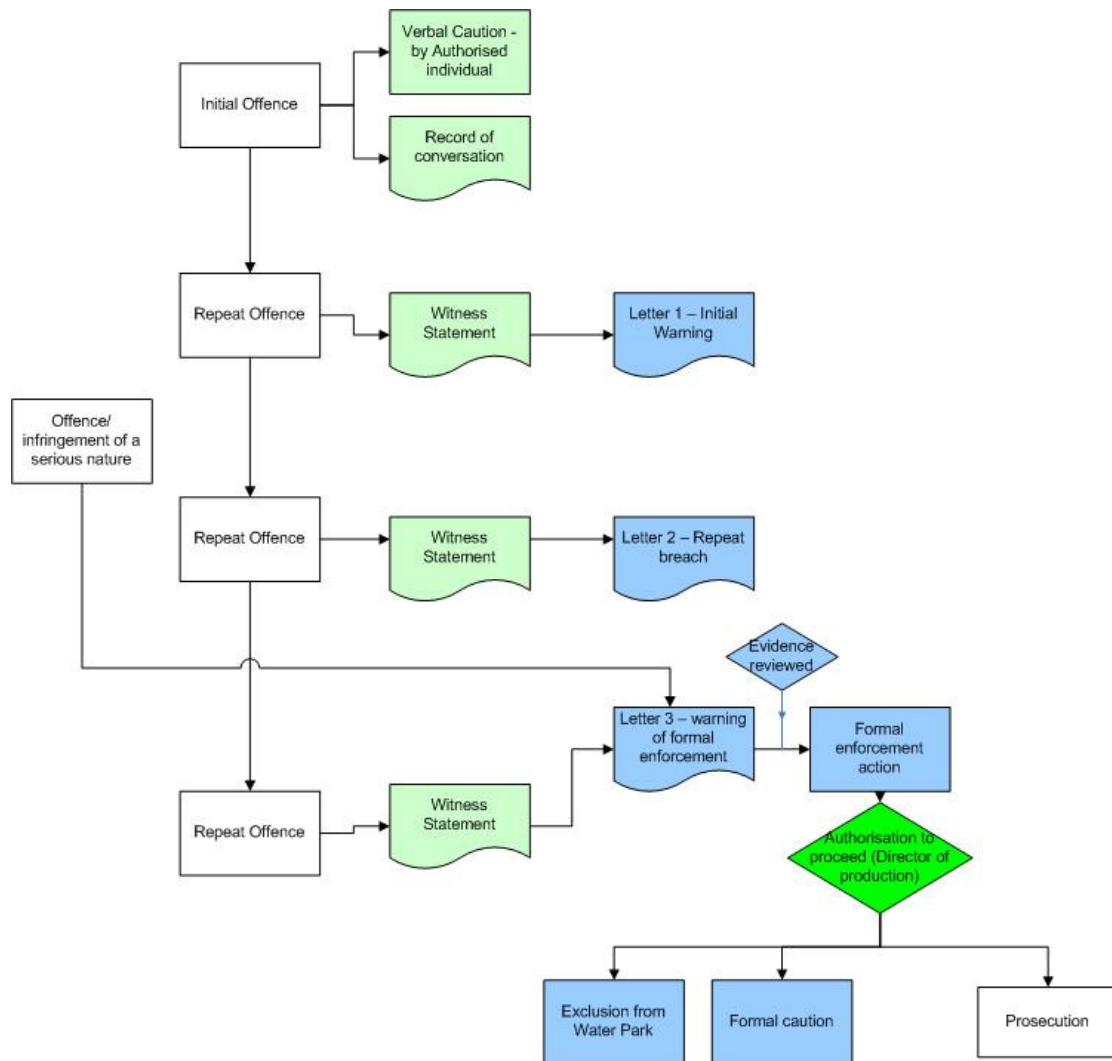 Verbal Caution -
by Authorised
individual
Initial Offence
Record of
conversation
Repeat Offence
Witness
Statement
Letter 1 – Initial
Warning
Offence/
infringement of a
serious nature
Repeat Offence
Witness
Statement
Letter 2 – Repeat
breach
Evidence
reviewed
Letter 3 – warning
of formal
enforcement
Formal
enforcement
action
Repeat Offence
Witness
Statement
Authorisation to
proceed (Director of
production)
Exclusion from
Water Park
Formal caution
Prosecution